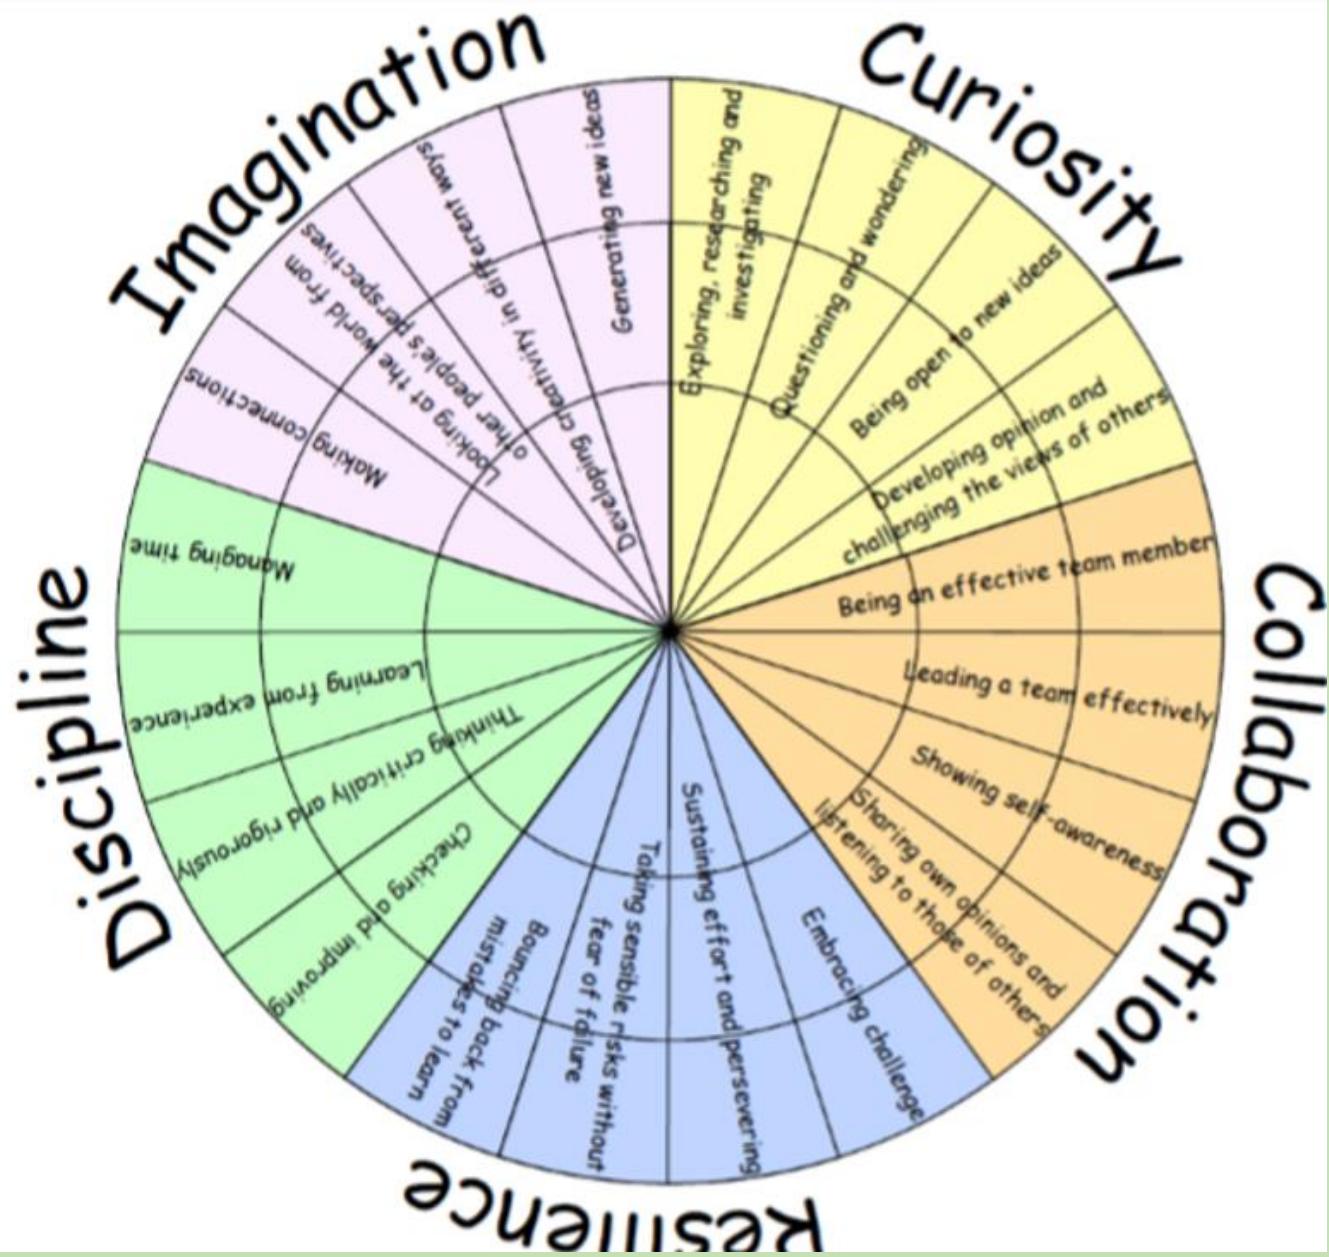 Curiosity
Exploring, researching and
investigating
Questioning and wondering
Being open to new ideas
Developing opinion and
challenging the views of others
Collaboration
Being an effective team member
Leading a team effectively
Showing self-awareness
Sharing own opinions and
listening to those of others
Resilience
Embracing challenge
Sustaining effort and persevering
Taking sensible risks without
fear of failure
Bouncing back from
mistakes to learn
Discipline
Checking and improving
Thinking critically and rigorously
Learning from experience
Managing time
Imagination
Making connections
Looking at the world from
other people's perspectives
Developing creativity in different ways
Generating new ideas